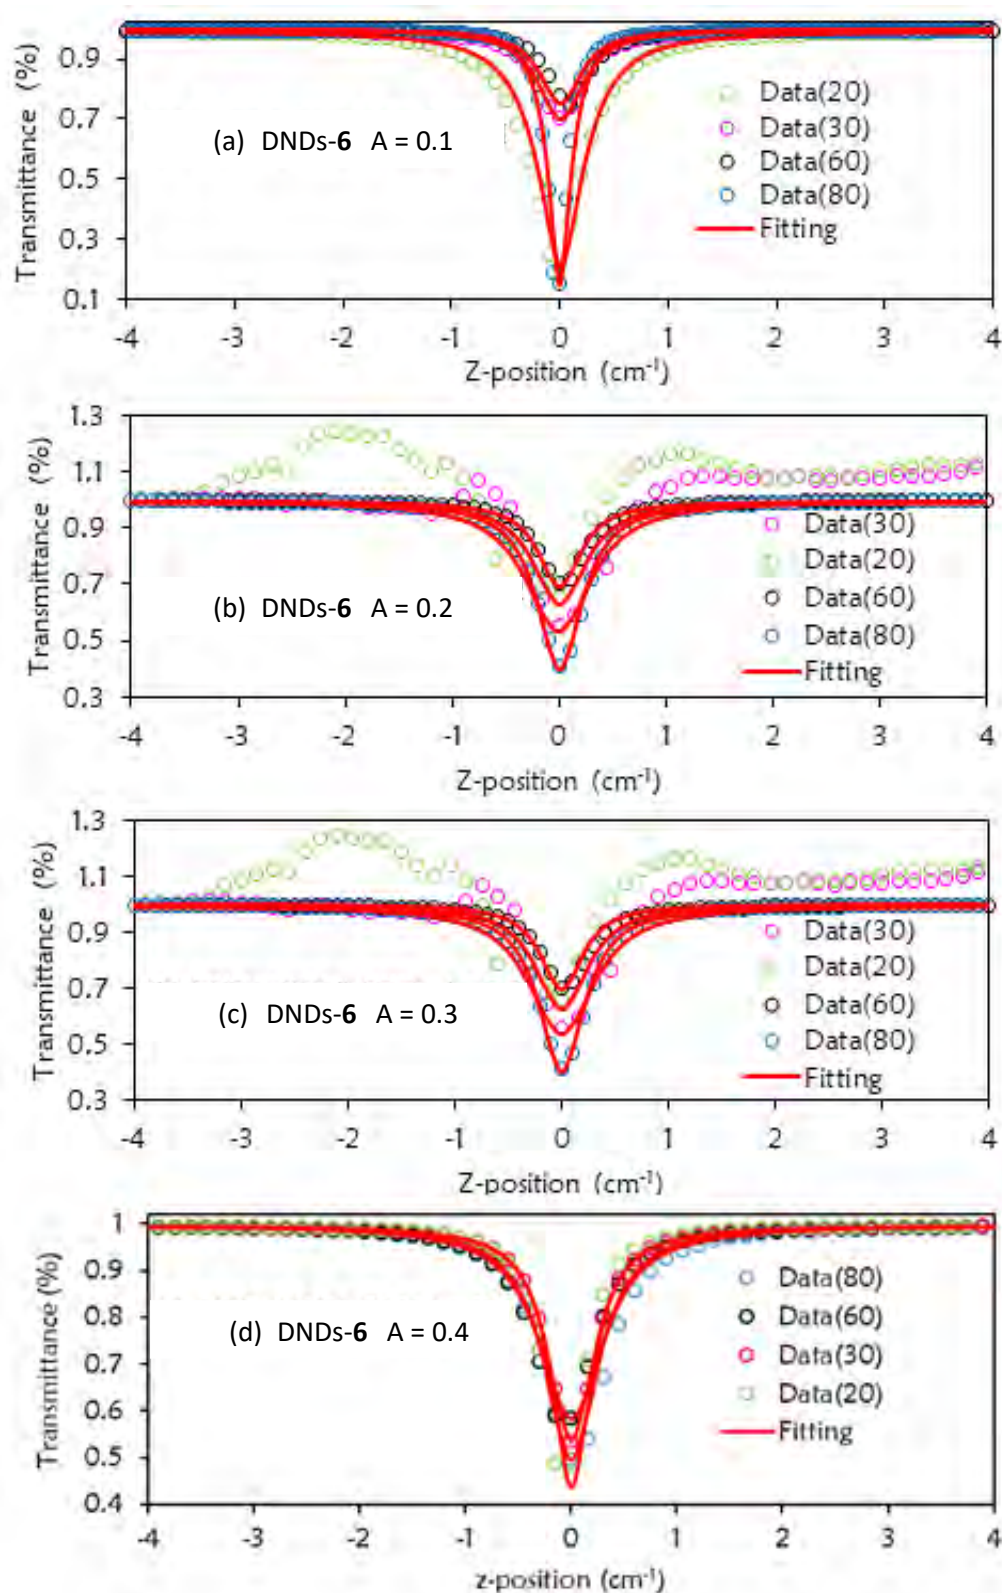 Transmittance (%)
0.9
0.7
0.5
0.3
0.1
(a) DNDs-6 A = 0.1
Data(20)
Data(30)
Data(60)
Data(80)
Fitting
-4 -3 -2 -1 0 1 2 3 4
Z-position (cm-1)
Transmittance (%)
1.3
1.1
0.9
0.7
0.5
0.3
(b) DNDs-6 A = 0.2
Data(30)
Data(20)
Data(60)
Data(80)
Fitting
-4 -3 -2 -1 0 1 2 3 4
Z-position (cm-1)
Transmittance (%)
1.3
1.1
0.9
0.7
0.5
0.3
(c) DNDs-6 A = 0.3
Data(30)
Data(20)
Data(60)
Data(80)
Fitting
-4 -3 -2 -1 0 1 2 3 4
Z-position (cm-1)
Transmittance (%)
1
0.9
0.8
0.7
0.6
0.5
0.4
(d) DNDs-6 A = 0.4
Data(80)
Data(60)
Data(30)
Data(20)
Fitting
-4 -3 -2 -1 0 1 2 3 4
z-position (cm-1)